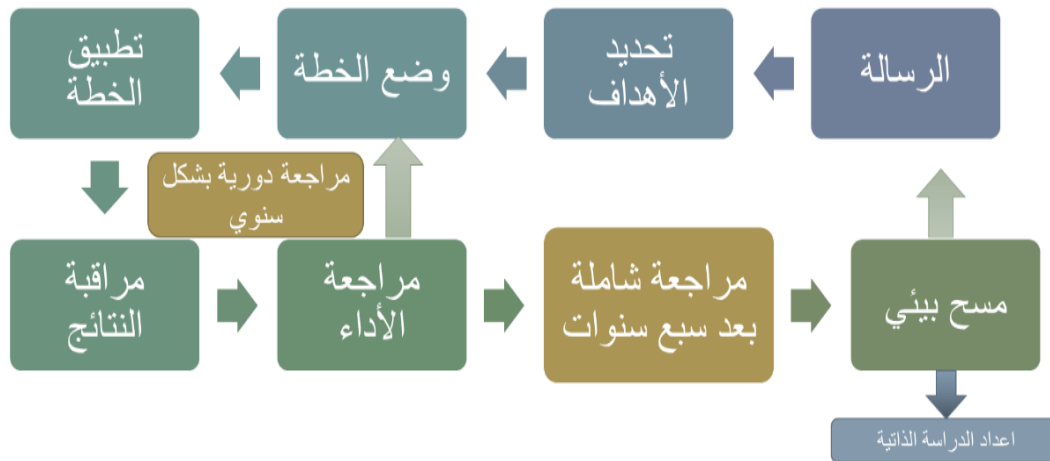 الرسالة
تحديد
الأهداف
وضع الخطة
تطبيق
الخطة
مراجعة دورية بشكل
سنوي
مراقبة
النتائج
مراجعة
الأداء
مراجعة شاملة
بعد سبع سنوات
مسح بيئي
اعداد الدراسة الذاتية